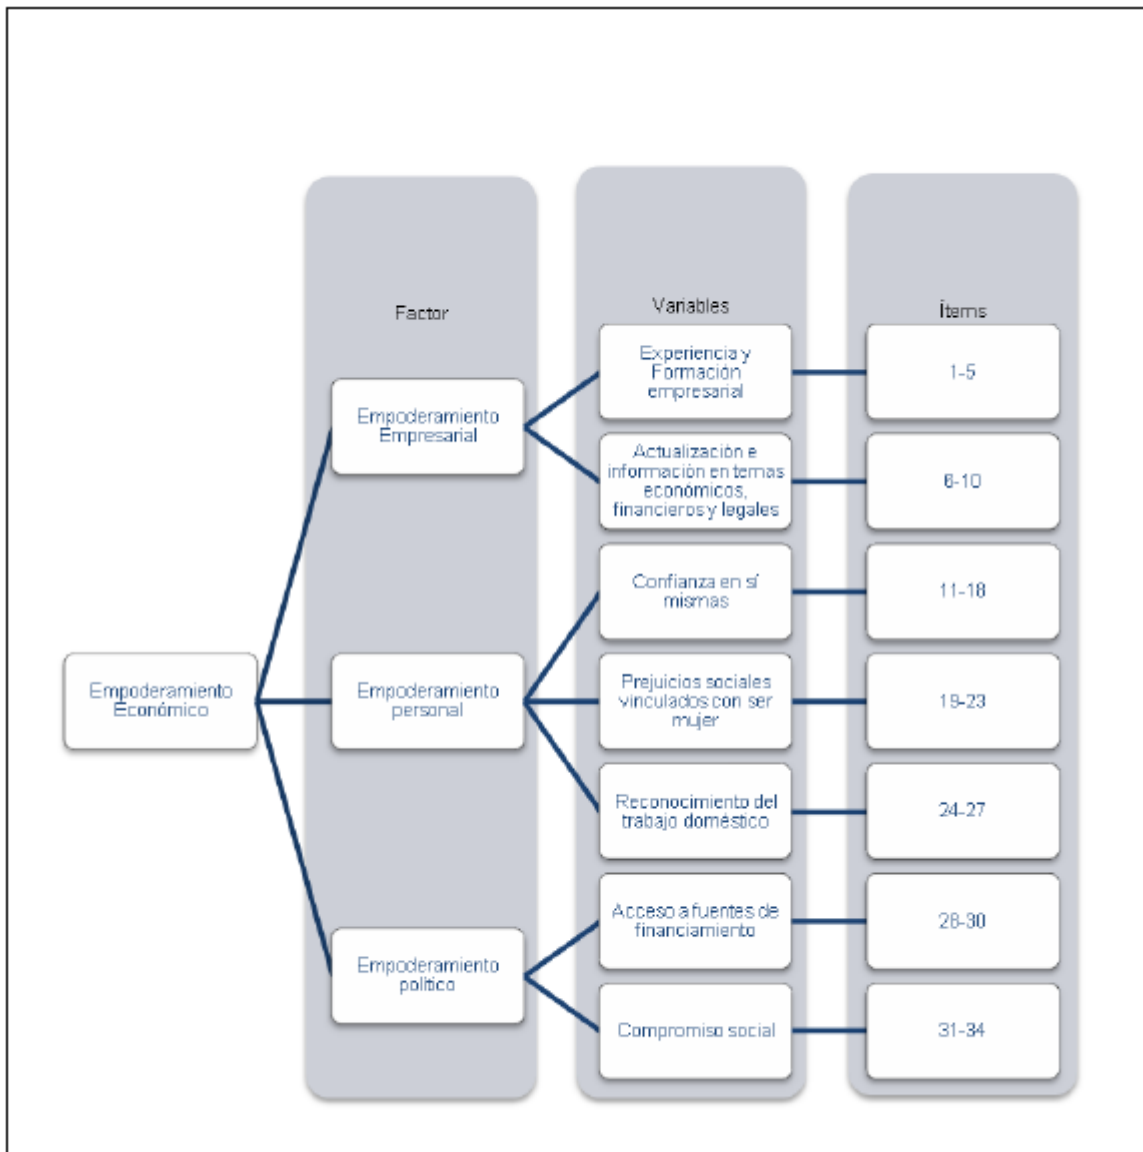 Factor
Variables
Ítems
Empoderamiento
Económico
Empoderamiento
Empresarial
Experiencia y
Formación
empresarial
1-5
Actualización e
información en temas
económicos,
financieros y legales
6-10
Empoderamiento
personal
Confianza en sí
mismas
11-18
Prejuicios sociales
vinculados con ser
mujer
19-23
Reconocimiento del
trabajo doméstico
24-27
Empoderamiento
político
Acceso a fuentes de
financiamiento
28-30
Compromiso social
31-34